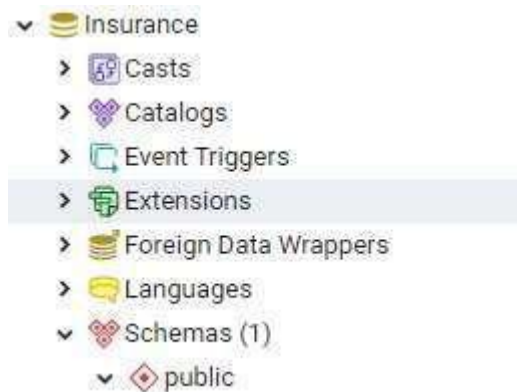 Insurance
Casts
Catalogs
Event Triggers
Extensions
Foreign Data Wrappers
Languages
Schemas (1)
public